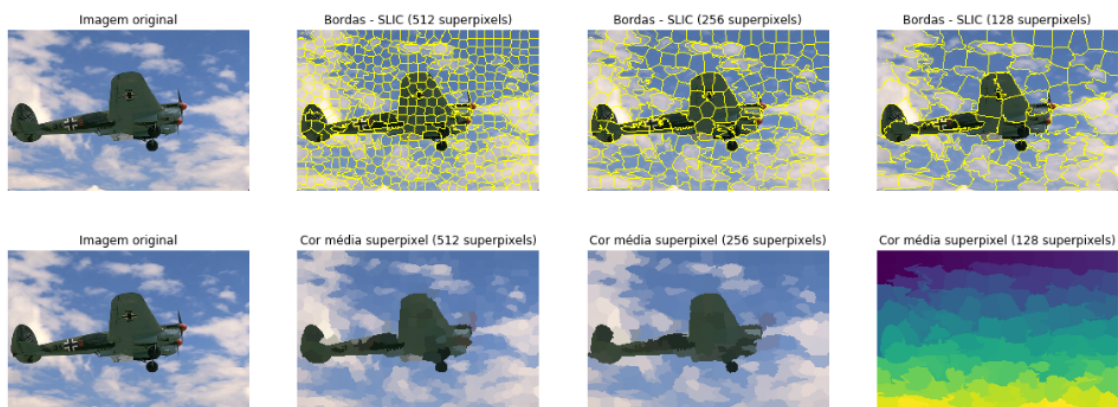 Imagem original
Bordas - SLIC (512 superpixels)
Bordas - SLIC (256 superpixels)
Bordas - SLIC (128 superpixels)
Imagem original
Cor média superpixel (512 superpixels)
Cor média superpixel (256 superpixels)
Cor média superpixel (128 superpixels)